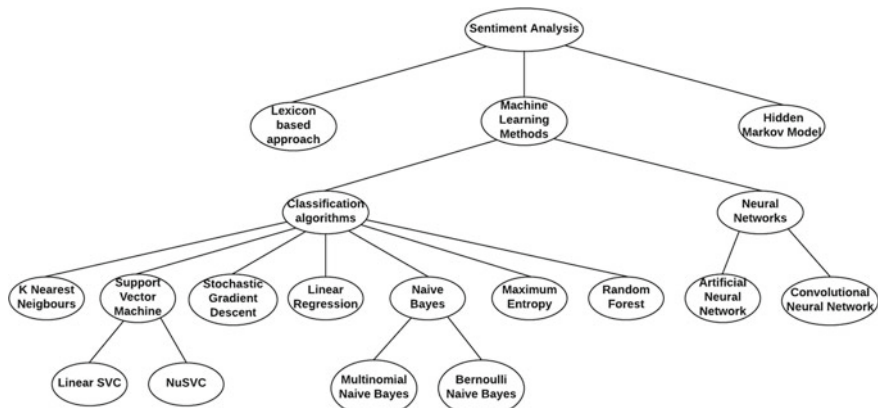 Sentiment Analysis
Lexicon
based
approach
Machine
Learning
Methods
Hidden
Markov Model
Classification
algorithms
Neural
Networks
K Nearest
Neigbours
Support
Vector
Machine
Stochastic
Gradient
Descent
Linear
Regression
Naive
Bayes
Maximum
Entropy
Random
Forest
Artificial
Neural
Network
Convolutional
Neural Network
Linear SVC
NuSVC
Multinomial
Naive Bayes
Bernoulli
Naive Bayes